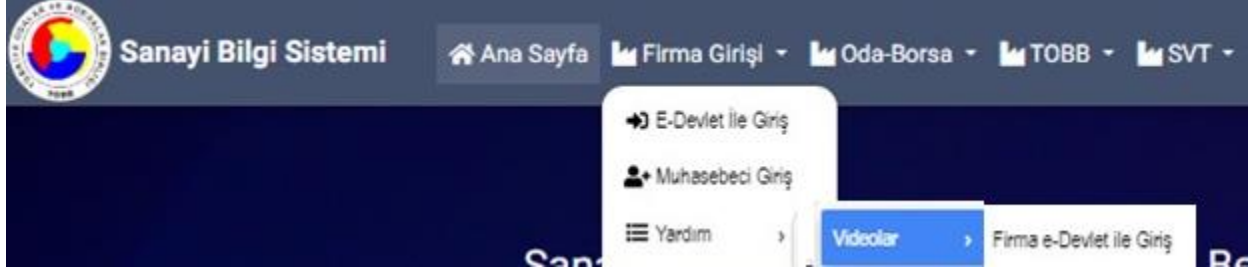 Sanayi Bilgi Sistemi Ana Sayfa Firma Girişi Oda-Borsa TOBB SVT
E-Devlet İle Giriş
Muhasebeci Giriş
Yardım Videolar Firma e-Devlet ile Giriş